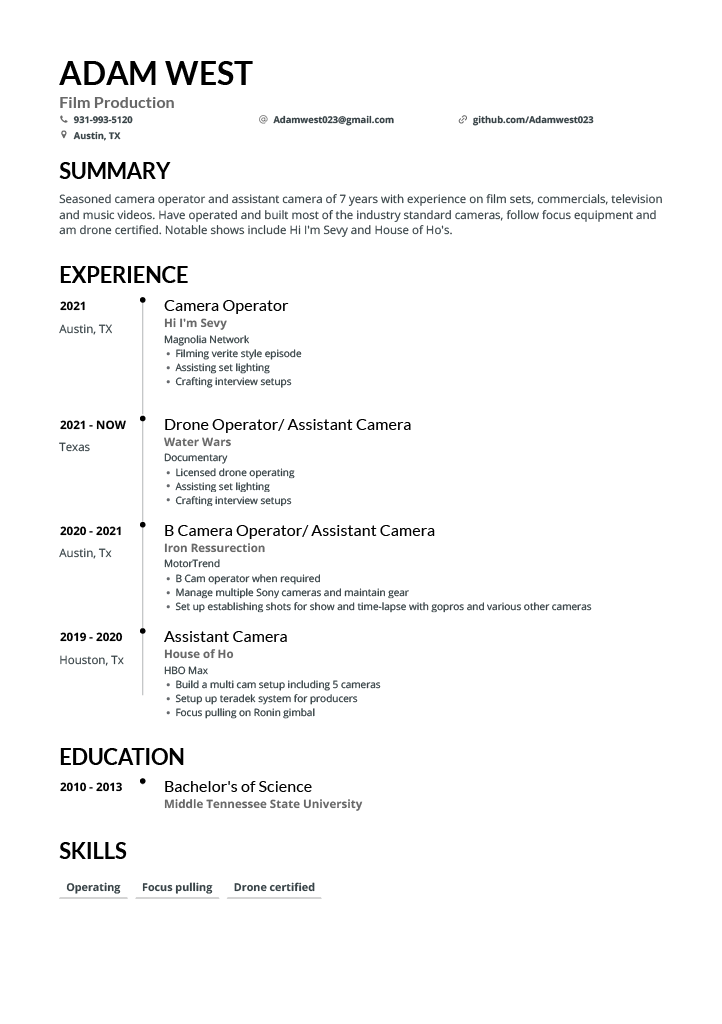 ADAM WEST
Film Production
931-993-5120 Adamwest023@gmail.com github.com/Adamwest023
Austin, TX
SUMMARY
Seasoned camera operator and assistant camera of 7 years with experience on film sets, commercials, television
and music videos. Have operated and built most of the industry standard cameras, follow focus equipment and
am drone certified. Notable shows include Hi I'm Sevy and House of Ho's.
EXPERIENCE
2021 Camera Operator
Austin, TX Hi I'm Sevy
Magnolia Network
• Filming verite style episode
• Assisting set lighting
• Crafting interview setups
2021 - NOW Drone Operator/ Assistant Camera
Texas Water Wars
Documentary
• Licensed drone operating
• Assisting set lighting
• Crafting interview setups
2020 - 2021 B Camera Operator/ Assistant Camera
Austin, Tx Iron Ressurection
MotorTrend
• B Cam operator when required
• Manage multiple Sony cameras and maintain gear
• Set up establishing shots for show and time-lapse with gopros and various other cameras
2019 - 2020 Assistant Camera
Houston, Tx House of Ho
HBO Max
• Build a multi cam setup including 5 cameras
• Setup up teradek system for producers
• Focus pulling on Ronin gimbal
EDUCATION
2010 - 2013 Bachelor's of Science
Middle Tennessee State University
SKILLS
Operating Focus pulling Drone certified